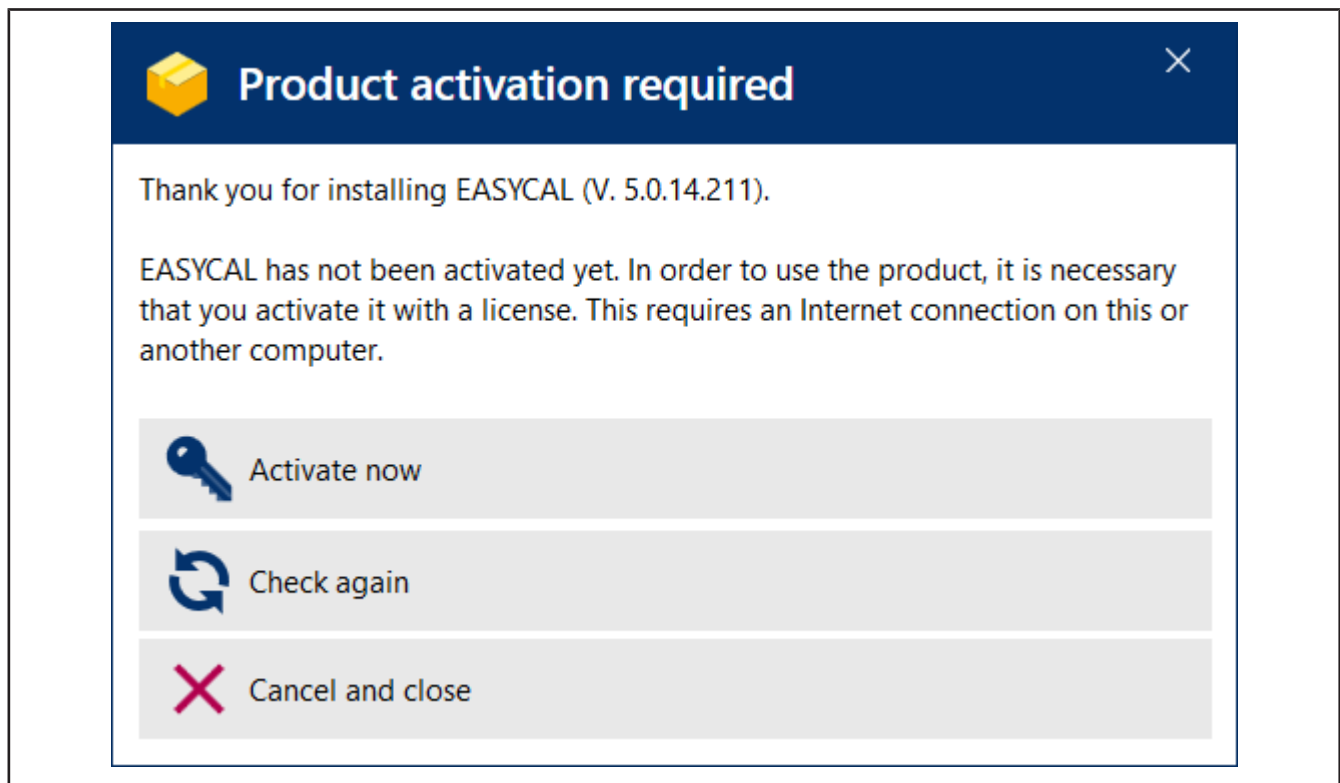 Product activation required
Thank you for installing EASYCAL (V. 5.0.14.211).
EASYCAL has not been activated yet. In order to use the product, it is necessary
that you activate it with a license. This requires an Internet connection on this or
another computer.
Activate now
Check again
Cancel and close